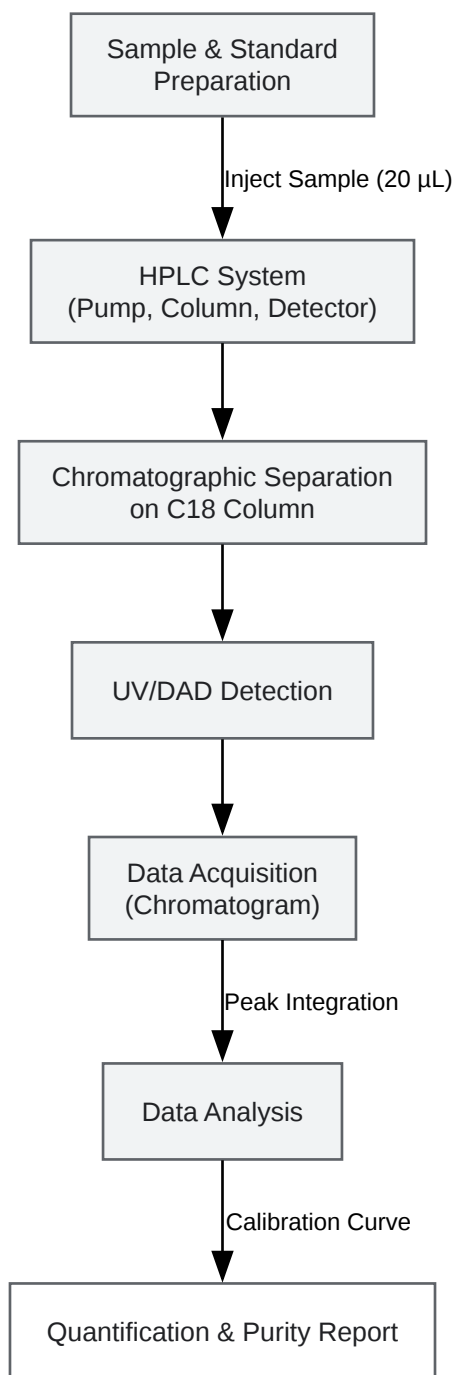 Sample & Standard
Preparation
Inject Sample (20 µL)
HPLC System
(Pump, Column, Detector)
Chromatographic Separation
on C18 Column
UV/DAD Detection
Data Acquisition
(Chromatogram)
Peak Integration
Data Analysis
Calibration Curve
Quantification & Purity Report